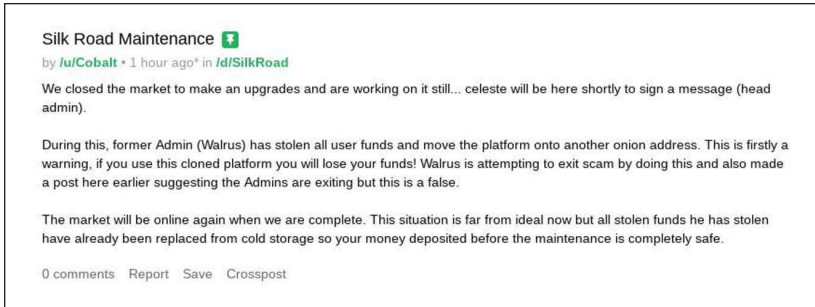 Silk Road Maintenance
by /u/Cobalt • 1 hour ago* in /d/SilkRoad
We closed the market to make an upgrades and are working on it still... celeste will be here shortly to sign a message (head
admin).
During this, former Admin (Walrus) has stolen all user funds and move the platform onto another onion address. This is firstly a
warning, if you use this cloned platform you will lose your funds! Walrus is attempting to exit scam by doing this and also made
a post here earlier suggesting the Admins are exiting but this is a false.
The market will be online again when we are complete. This situation is far from ideal now but all stolen funds he has stolen
have already been replaced from cold storage so your money deposited before the maintenance is completely safe.
0 comments Report Save Crosspost